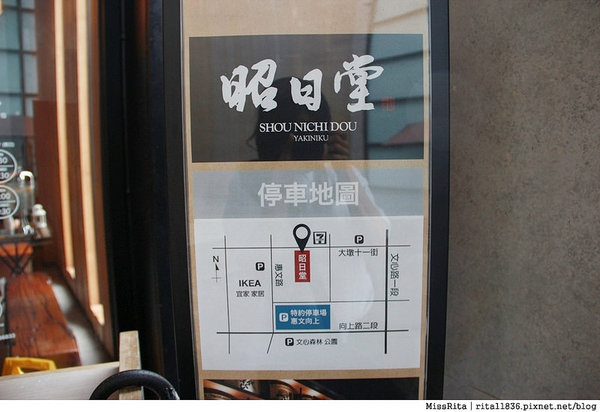 昭日堂
SHOU NICHI DOU
YAKINIKU
停車地圖
7
P
大墩十一街
N
P
IKEA
宜家 家居
惠文路
昭日堂
文心路一段
P 特約停車場
惠文向上
向上路二段
P 文心森林 公園
MissRita | rita11836.pixnet.net/blog